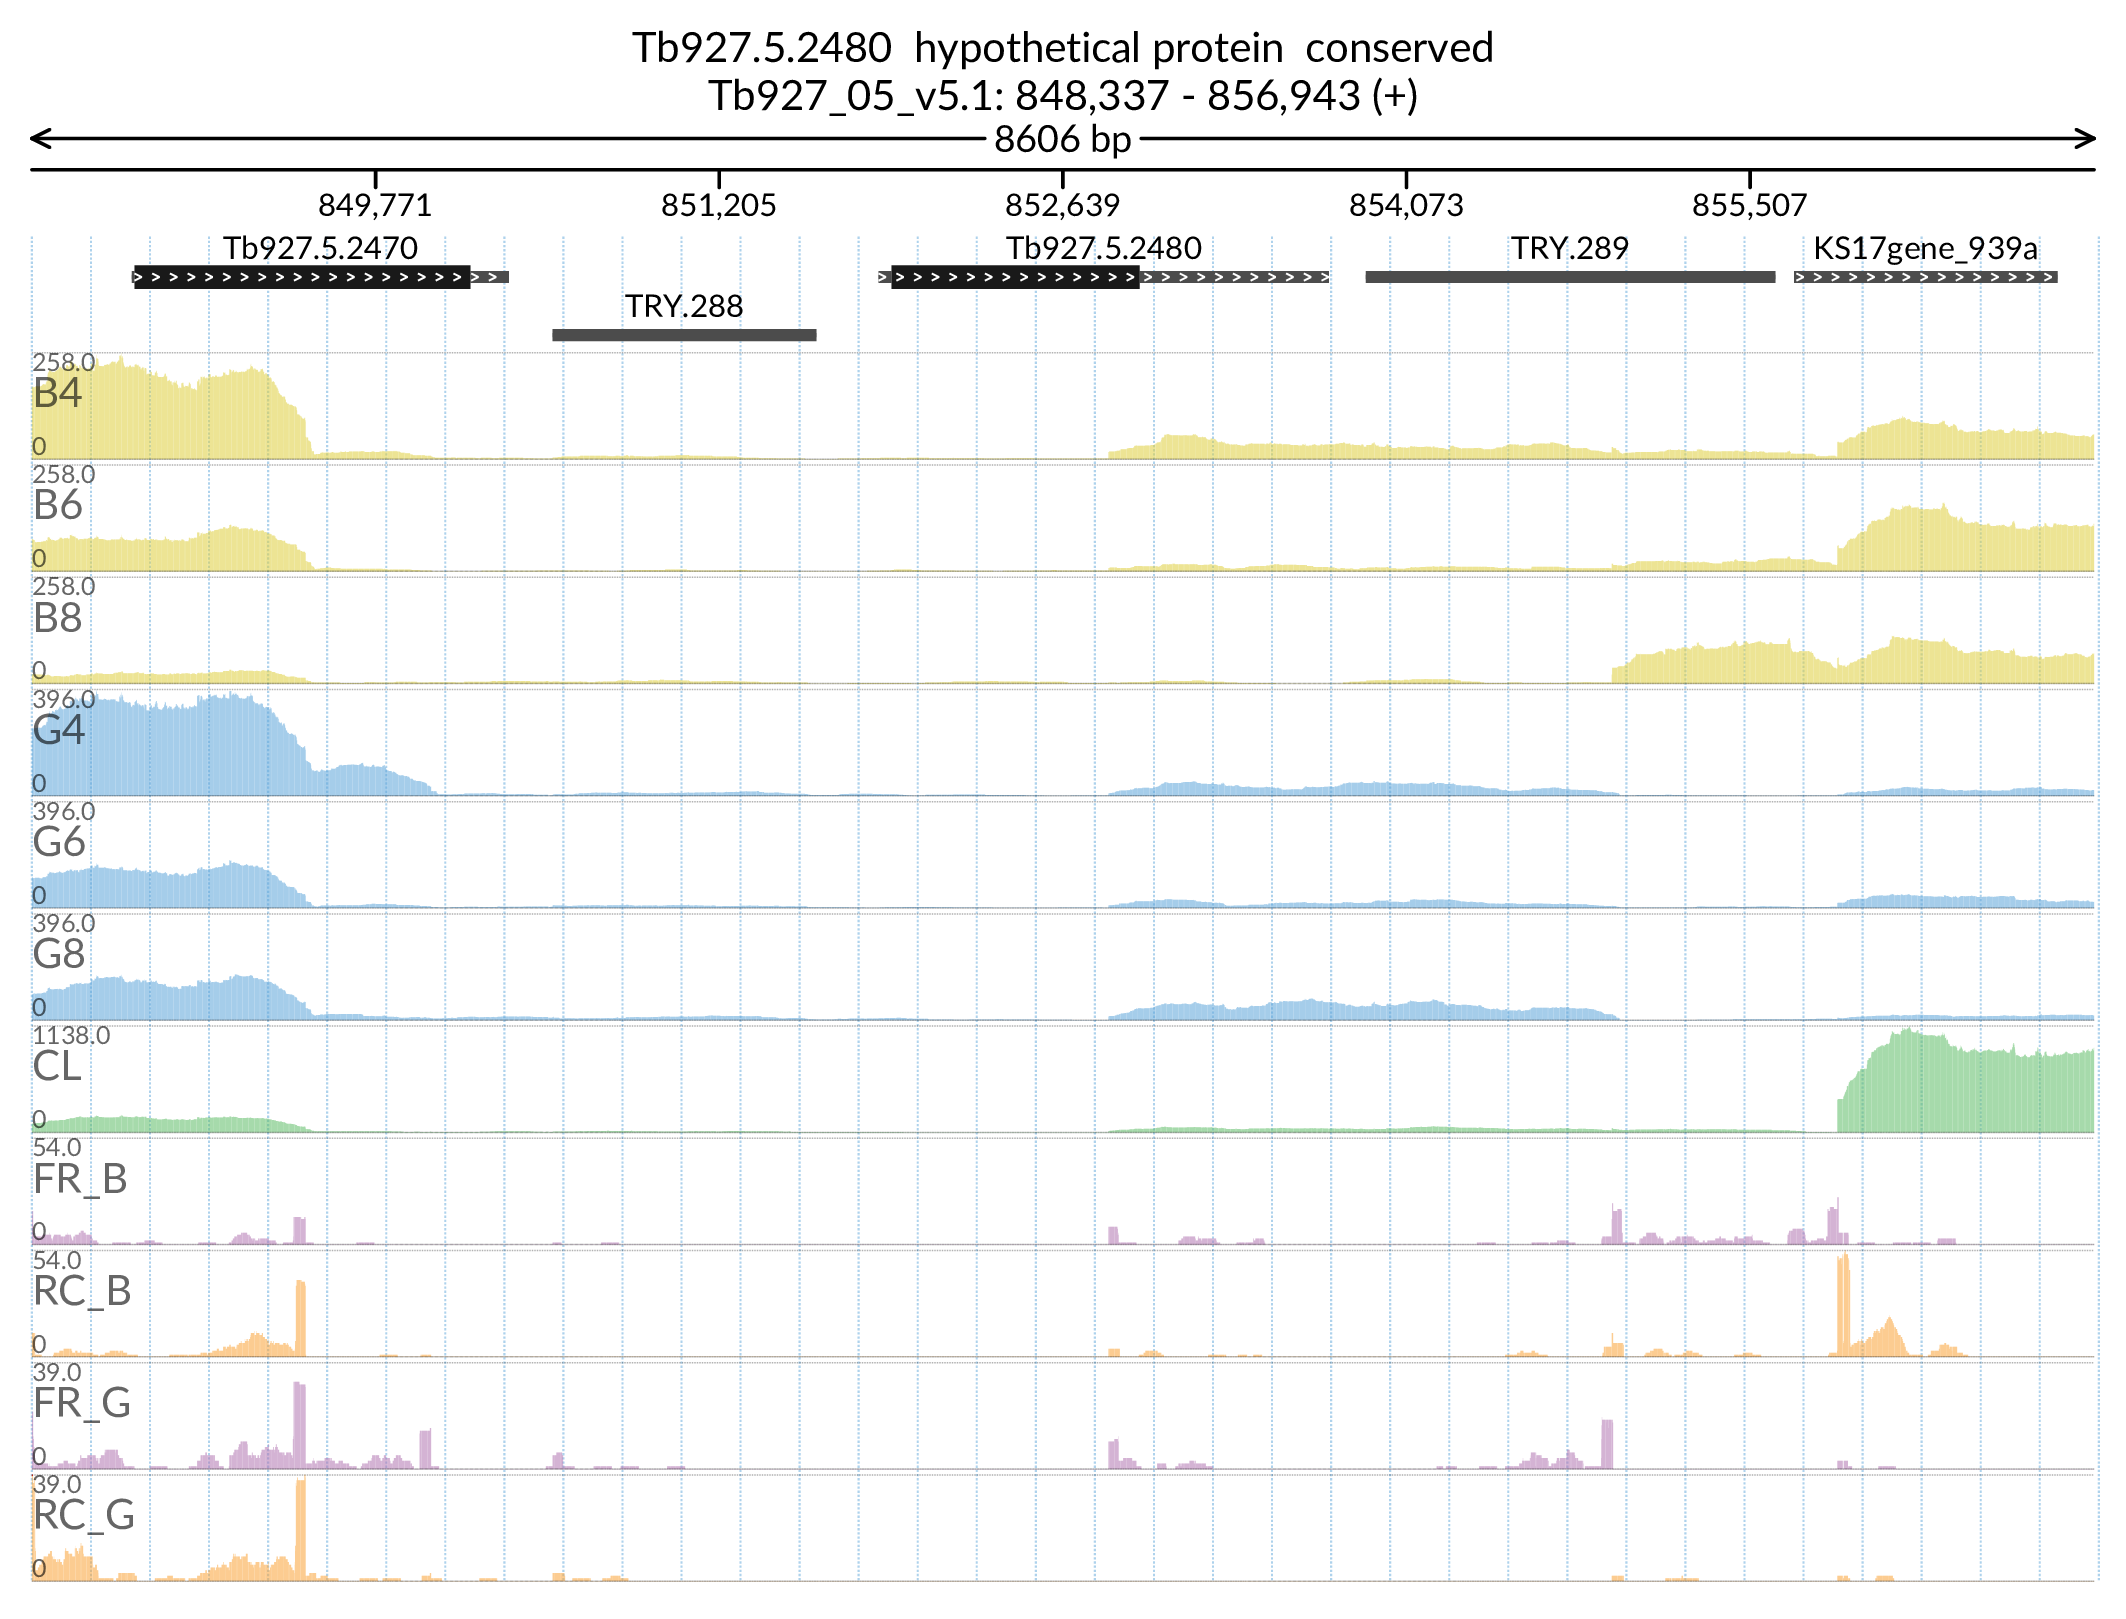 Tb927.5.2480  hypothetical protein  conserved
Tb927_05_v5.1: 848,337 - 856,943 (+)
8606 bp
849,771 851,205 852,639 854,073 855,507
Tb927.5.2470 Tb927.5.2480 TRY.289 KS17gene_939a
TRY.288
258.0
B4
0
258.0
B6
0
258.0
B8
0
396.0
G4
0
396.0
G6
0
396.0
G8
0
1138.0
CL
0
54.0
FR_B
0
54.0
RC_B
0
39.0
FR_G
0
39.0
RC_G
0